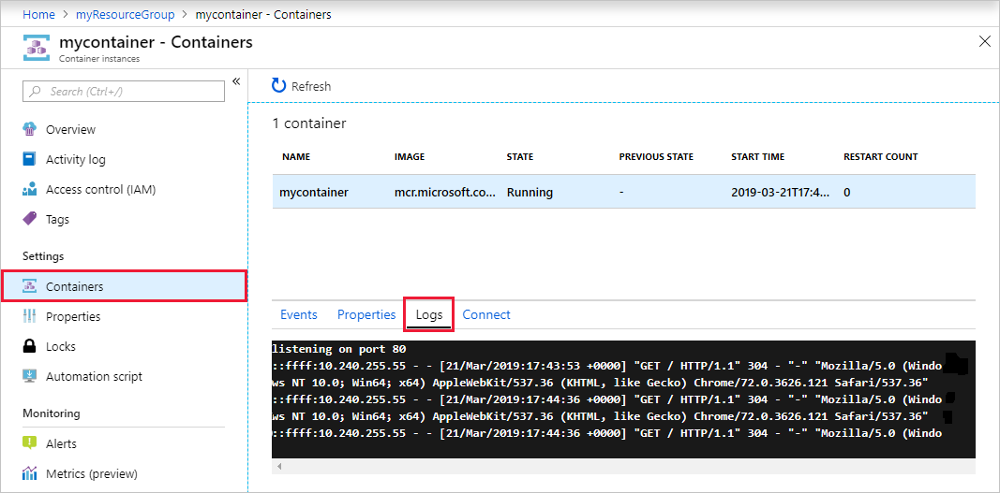 Home > myResourceGroup > mycontainer - Containers
mycontainer - Containers
Container instances
Search (Ctrl+/)
Overview
Activity log
Access control (IAM)
Tags
Settings
Containers
Properties
Locks
Automation script
Monitoring
Alerts
Metrics (preview)
Refresh
1 container
NAME IMAGE STATE PREVIOUS STATE START TIME RESTART COUNT
mycontainer mcr.microsoft.co... Running - 2019-03-21T17:4... 0
Events Properties Logs Connect
listening on port 80
::ffff:10.240.255.55 - - [21/Mar/2019:17:43:53 +0000] "GET / HTTP/1.1" 304 - "-" "Mozilla/5.0 (Windo
ws NT 10.0; Win64; x64) AppleWebKit/537.36 (KHTML, like Gecko) Chrome/72.0.3626.121 Safari/537.36"
::ffff:10.240.255.55 - - [21/Mar/2019:17:44:36 +0000] "GET / HTTP/1.1" 304 - "-" "Mozilla/5.0 (Windo
ws NT 10.0; Win64; x64) AppleWebKit/537.36 (KHTML, like Gecko) Chrome/72.0.3626.121 Safari/537.36"
::ffff:10.240.255.55 - - [21/Mar/2019:17:44:36 +0000] "GET / HTTP/1.1" 304 - "-" "Mozilla/5.0 (Windo